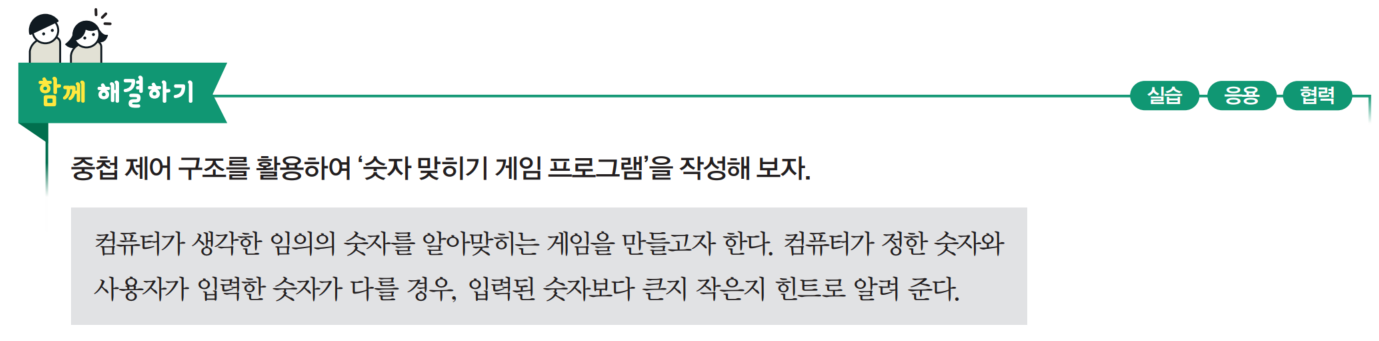 함께 해결하기
실습 응용 협력
중첩 제어 구조를 활용하여 ‘숫자 맞히기 게임 프로그램’을 작성해 보자.
컴퓨터가 생각한 임의의 숫자를 알아맞히는 게임을 만들고자 한다. 컴퓨터가 정한 숫자와
사용자가 입력한 숫자가 다를 경우, 입력된 숫자보다 큰지 작은지 힌트로 알려 준다.